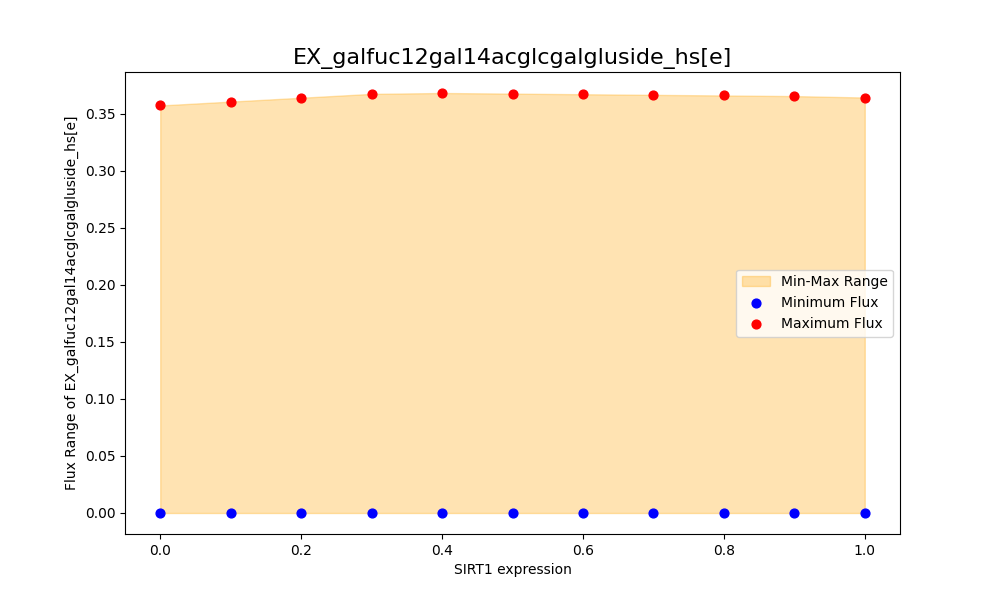 EX_galfuc12gal14acglcgalgluside_hs[e]
Flux Range of EX_galfuc12gal14acglcgalgluside_hs[e]
0.35
0.30
0.25
0.20
0.15
0.10
0.05
0.00
Min-Max Range
Minimum Flux
Maximum Flux
0.0 0.2 0.4 0.6 0.8 1.0
SIRT1 expression